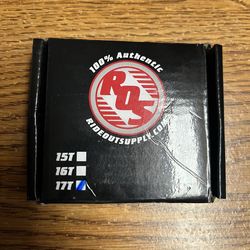 100% Authentic
ROS
RIDEOUTSUPPLY.COM
15T
16T
17T